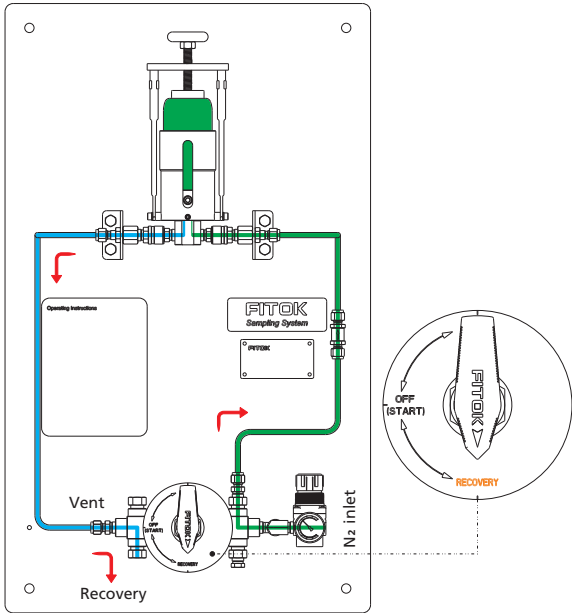 Operating Instructions
FITOK
Sampling System
FITOK
OFF
(START)
FITOK
RECOVERY
Vent
OFF
(START)
FITOK
RECOVERY
N₂ inlet
Recovery